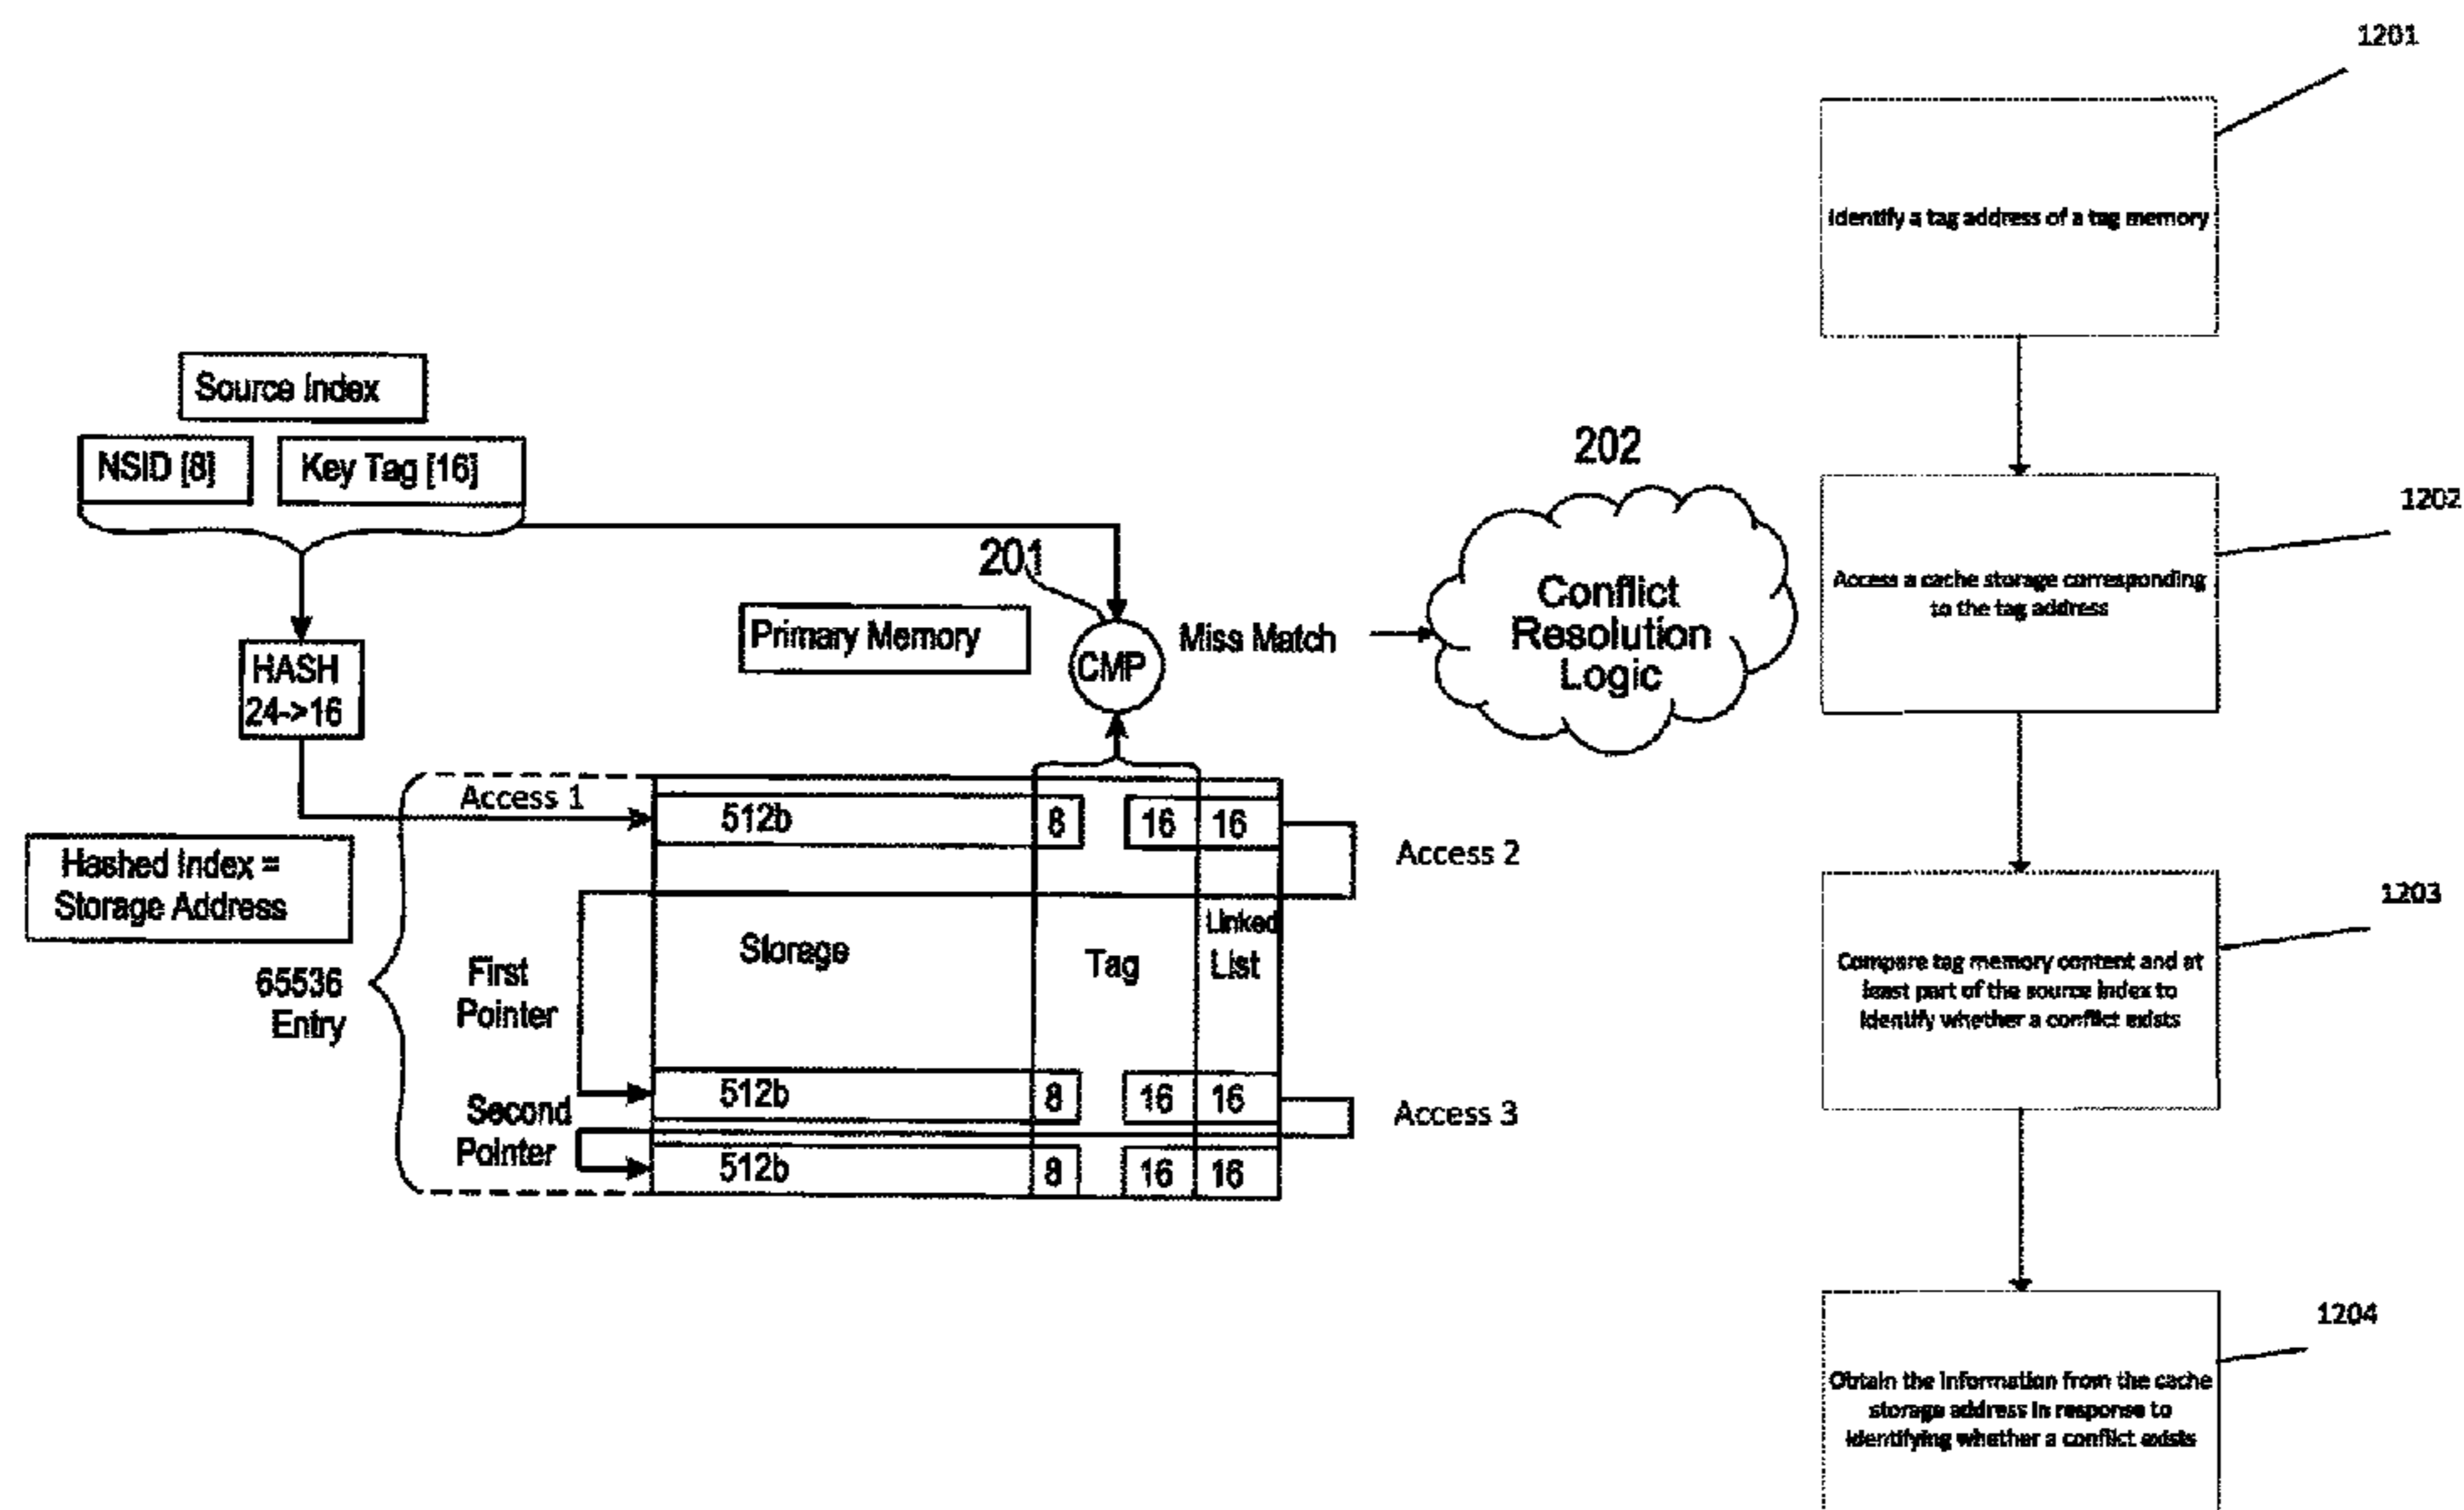 1201
Identify a tag address of a tag memory
Source Index
NSID [8]
Key Tag [16]
202
1202
201
Conflict
Resolution
Logic
Access a cache storage corresponding
to the tag address
Primary Memory
CMP
Miss Match
HASH
24->16
Access 1
512b
8
16
16
Access 2
Hashed Index =
Storage Address
1203
Linked
List
Storage
Tag
First
Pointer
65536
Entry
Compare tag memory content and at
least part of the source index to
identify whether a conflict exists
512b
8
16
16
Access 3
Second
Pointer
512b
8
16
16
1204
Obtain the information from the cache
storage address in response to
identifying whether a conflict exists